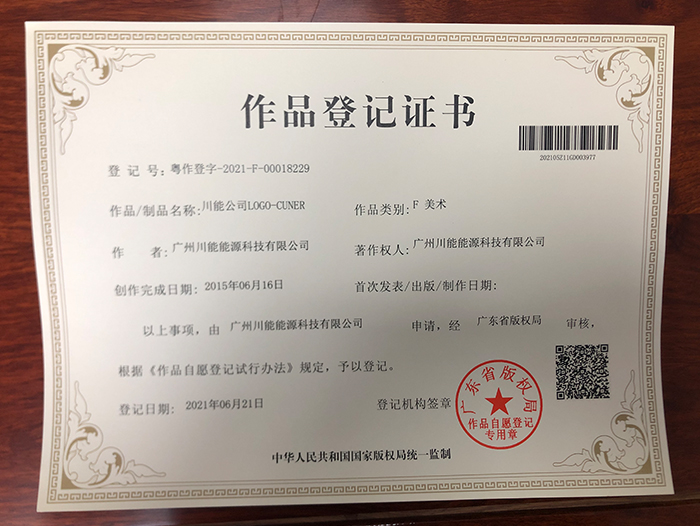 作品登记证书
202105Z11GD003977
登 记 号：粤作登字-2021-F-00018229
作品/制品名称：川能公司LOGO-CUNER 作品类别：F 美术
作 者：广州川能能源科技有限公司 著作权人：广州川能能源科技有限公司
创作完成日期：2015年06月16日 首次发表/出版/制作日期：
以上事项，由 广州川能能源科技有限公司 申请，经 广东省版权局 审核，
根据《作品自愿登记试行办法》规定，予以登记。
登记日期：2021年06月21日 登记机构签章
广东省版权局
作品自愿登记
专用章
中华人民共和国国家版权局统一监制